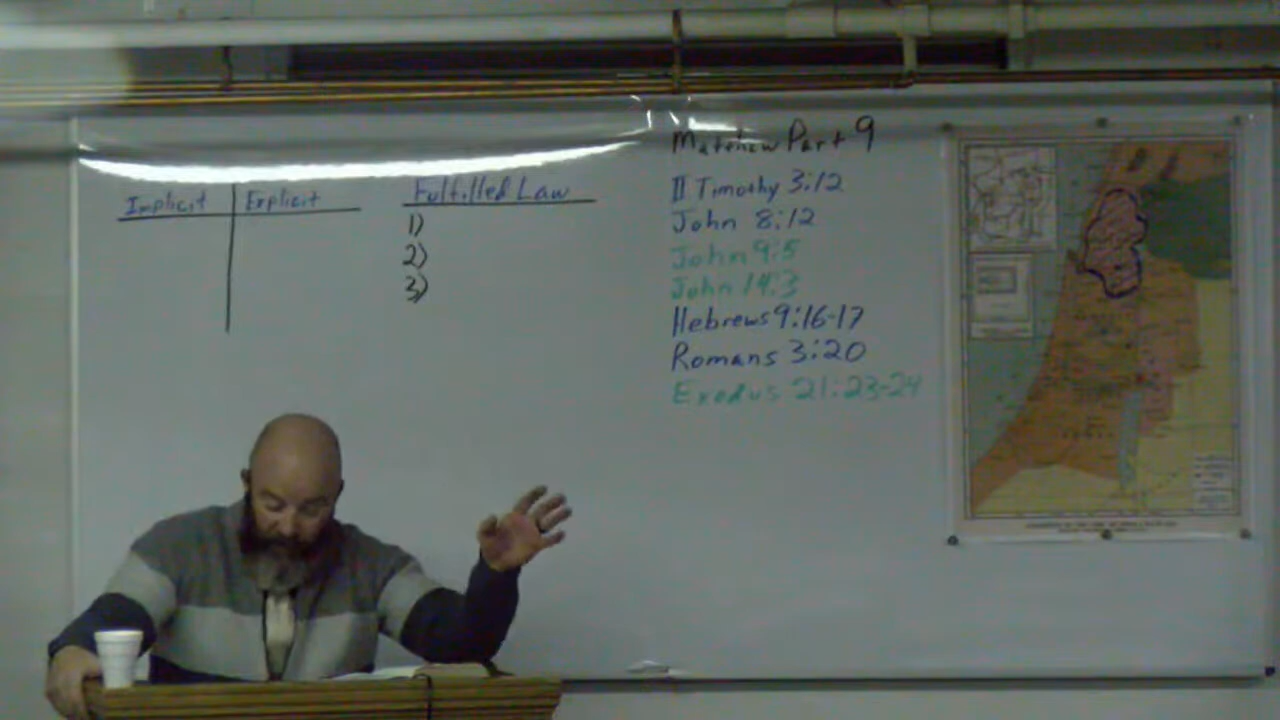 Implicit Explicit
Fulfilled Law
1)
2)
3)
Matthew Part 9
II Timothy 3:12
John 8:12
John 9:5
John 14:3
Hebrews 9:16-17
Romans 3:20
Exodus 21:23-24